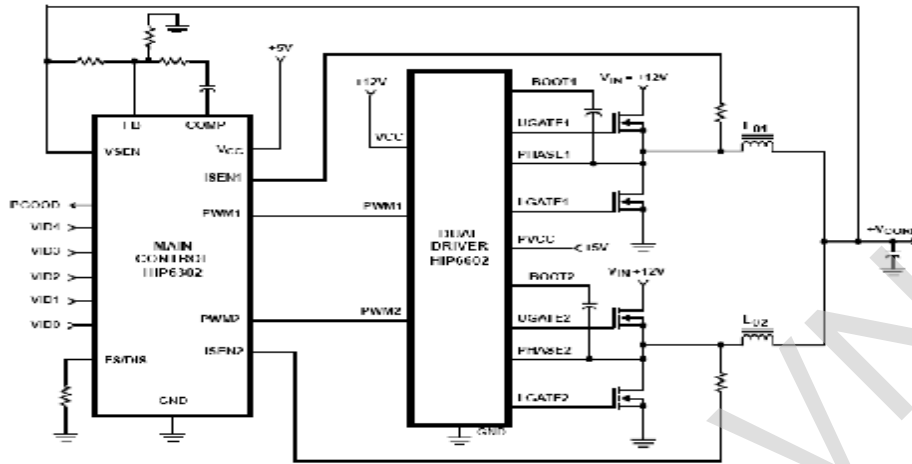 +5V
+12V
BOOT1
VIN = +12V
FB
COMP
VCC
VSEN
VCC
UGATE1
L01
ISEN1
PHASE1
PGOOD
PWM1
PWM1
LGATE1
VID4
VID3
MAIN
CONTROL
HIP6302
DUAL
DRIVER
HIP6602
PVCC
+5V
+VCORE
VID2
BOOT2
VIN +12V
VID1
VID0
PWM2
PWM2
UGATE2
L02
FS/DIS
ISEN2
PHASE2
GND
LGATE2
GND
VN